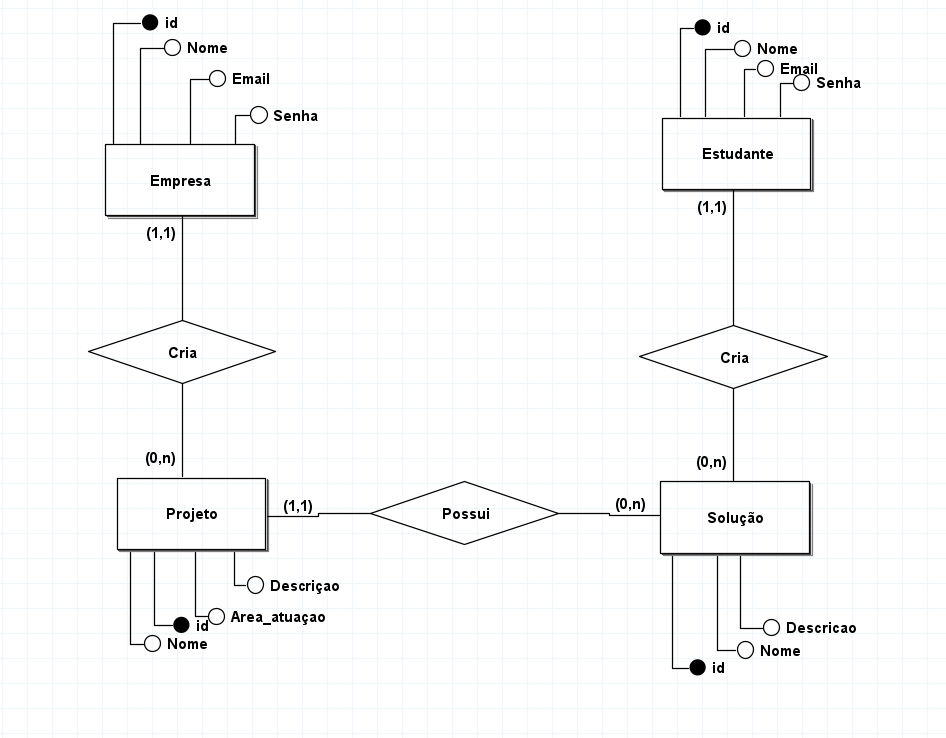 id
Nome
Email
Senha
Empresa
(1,1)
Cria
(0,n)
Projeto
Descriçao
Area_atuaçao
id
Nome
(1,1)
Possui
(0,n)
id
Nome
Email
Senha
Estudante
(1,1)
Cria
(0,n)
Solução
Descricao
Nome
id